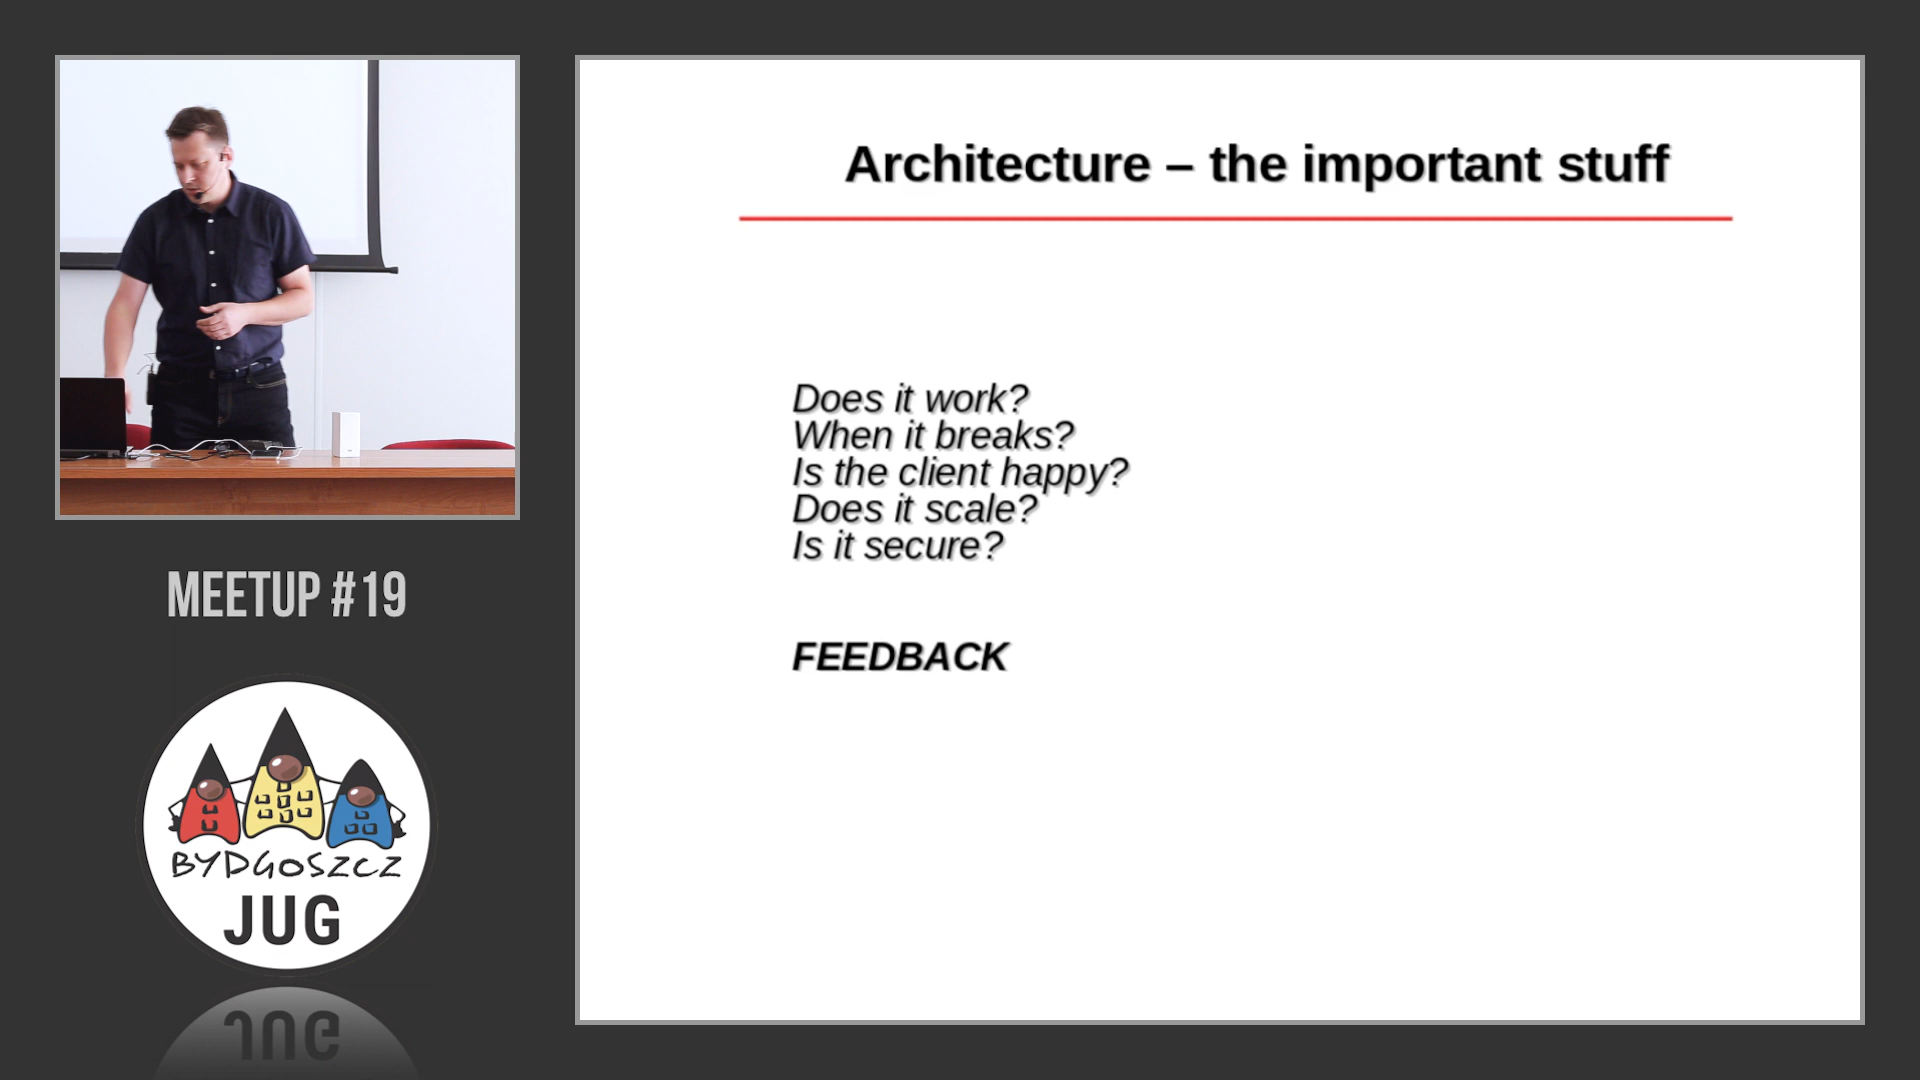 Architecture – the important stuff
Does it work?
When it breaks?
Is the client happy?
Does it scale?
Is it secure?
FEEDBACK
MEETUP #19
BYDGOSZCZ
JUG